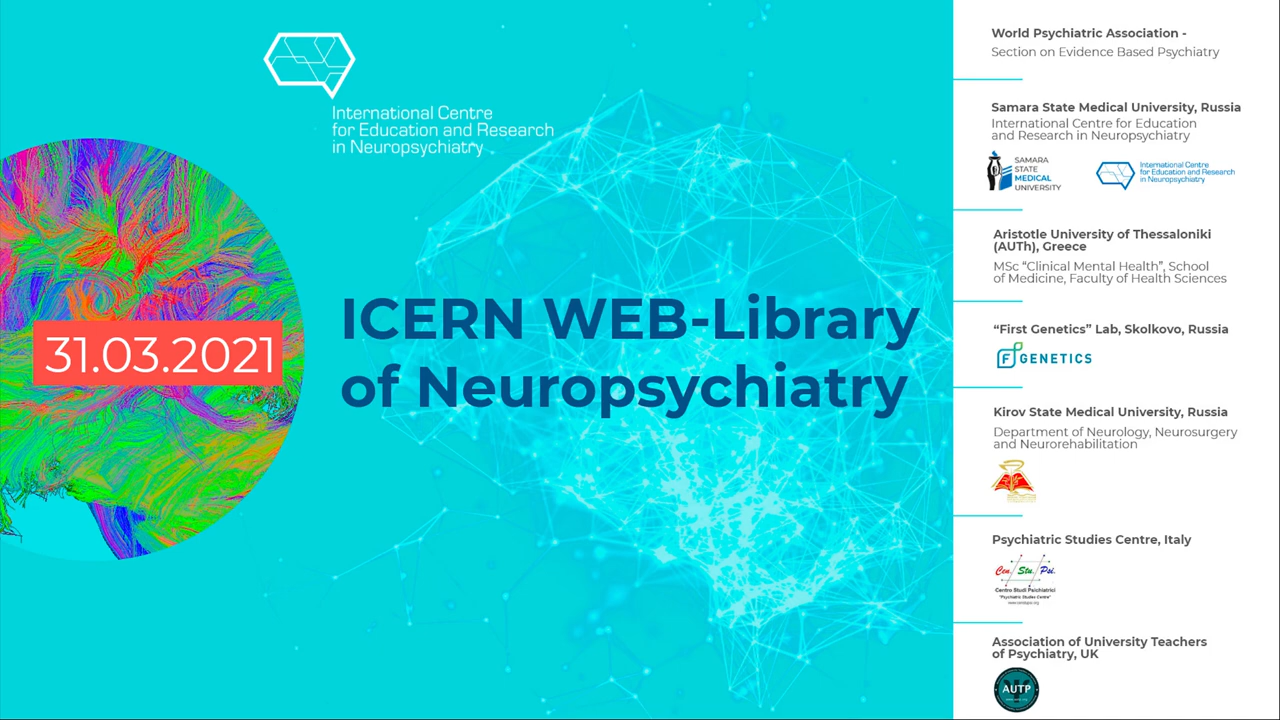 International Centre
for Education and Research
in Neuropsychiatry
31.03.2021
ICERN WEB-Library
of Neuropsychiatry
World Psychiatric Association -
Section on Evidence Based Psychiatry
Samara State Medical University, Russia
International Centre for Education
and Research in Neuropsychiatry
SAMARA
STATE
MEDICAL
UNIVERSITY
International Centre
for Education and Research
in Neuropsychiatry
Aristotle University of Thessaloniki
(AUTh), Greece
MSc “Clinical Mental Health”, School
of Medicine, Faculty of Health Sciences
“First Genetics” Lab, Skolkovo, Russia
F GENETICS
Kirov State Medical University, Russia
Department of Neurology, Neurosurgery
and Neurorehabilitation
Psychiatric Studies Centre, Italy
Cen. Stu. Psi.
Centro Studi Psichiatrici
"Psychiatric Studies Centre"
Association of University Teachers
of Psychiatry, UK
AUTP